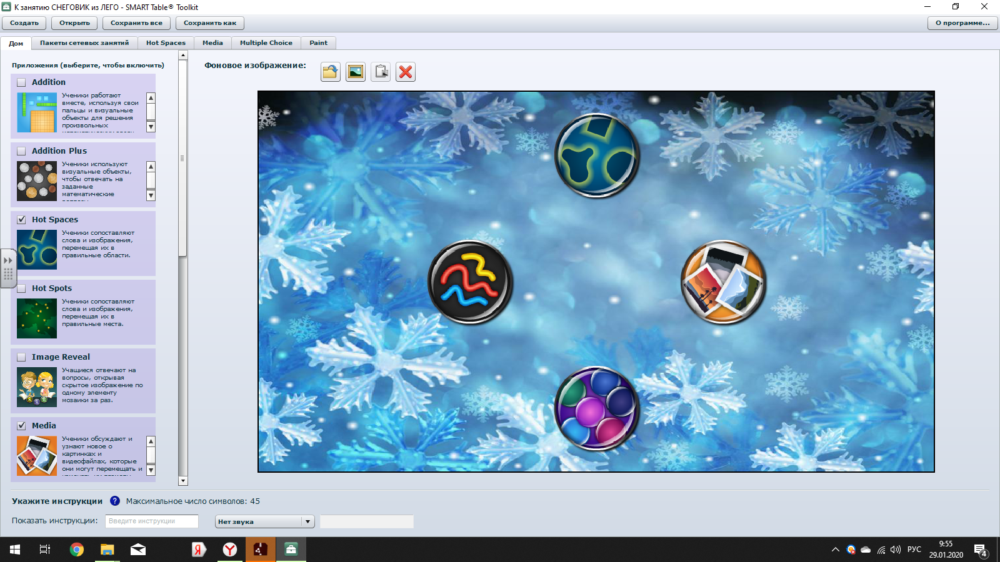 К занятию СНЕГОВИК из ЛЕГО - SMART Table® Toolkit
Создать
Открыть
Сохранить все
Сохранить как
О программе...
Дом
Пакеты сетевых занятий
Hot Spaces
Media
Multiple Choice
Paint
Приложения (выберите, чтобы включить)
Addition
Ученики работают
вместе, используя свои
пальцы и визуальные
объекты для решения
произвольных
Addition Plus
Ученики используют
визуальные объекты,
чтобы отвечать на
заданные
математические
Hot Spaces
Ученики сопоставляют
слова и изображения,
перемещая их в
правильные области.
Hot Spots
Ученики сопоставляют
слова и изображения,
перемещая их в
правильные места.
Image Reveal
Учащиеся отвечают на
вопросы, открывая
скрытое изображение по
одному элементу
мозаики за раз.
Media
Ученики обсуждают и
узнают новое о
картинках и
видеофайлах, которые
они могут перемещать и
Фоновое изображение:
Укажите инструкции
?
Максимальное число символов: 45
Показать инструкции:
Введите инструкции
Нет звука
РУС
9:55
29.01.2020
4